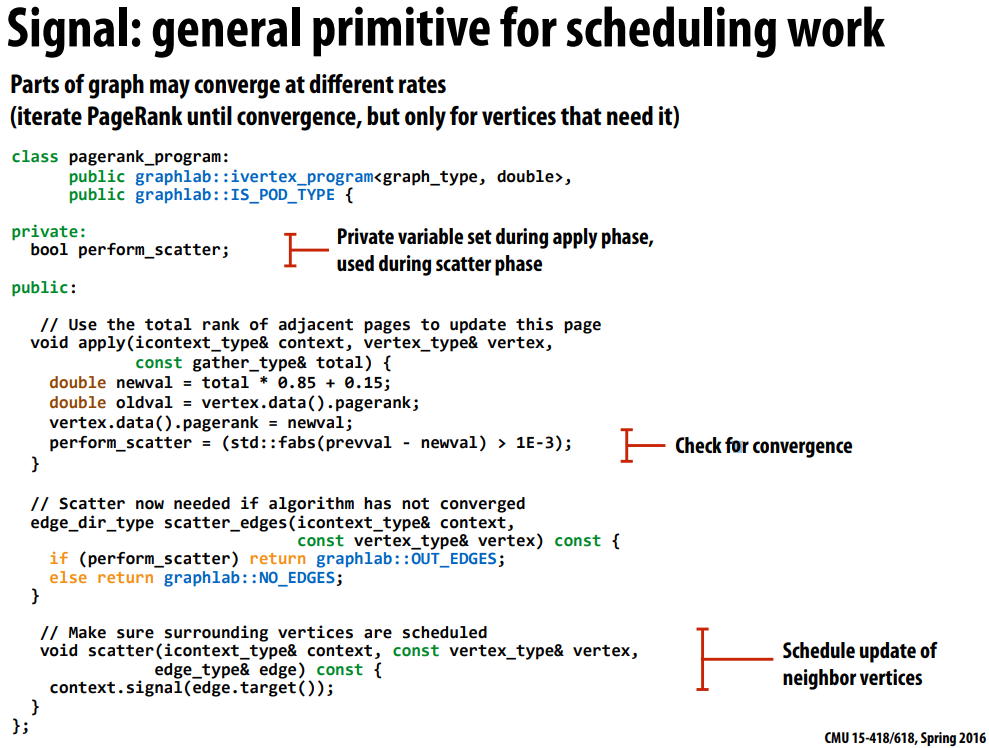 Signal: general primitive for scheduling work
Parts of graph may converge at different rates
(iterate PageRank until convergence, but only for vertices that need it)
class pagerank_program:
      public graphlab::ivertex_program<graph_type, double>,
      public graphlab::IS_POD_TYPE {
private:
  bool perform_scatter;
Private variable set during apply phase,
used during scatter phase
public:
   // Use the total rank of adjacent pages to update this page
  void apply(icontext_type& context, vertex_type& vertex,
             const gather_type& total) {
    double newval = total * 0.85 + 0.15;
    double oldval = vertex.data().pagerank;
    vertex.data().pagerank = newval;
    perform_scatter = (std::fabs(prevval - newval) > 1E-3);
Check for convergence
  }
  // Scatter now needed if algorithm has not converged
  edge_dir_type scatter_edges(icontext_type& context,
                              const vertex_type& vertex) const {
    if (perform_scatter) return graphlab::OUT_EDGES;
    else return graphlab::NO_EDGES;
  }
   // Make sure surrounding vertices are scheduled
   void scatter(icontext_type& context, const vertex_type& vertex,
               edge_type& edge) const {
    context.signal(edge.target());
  }
Schedule update of
neighbor vertices
};
CMU 15-418/618, Spring 2016